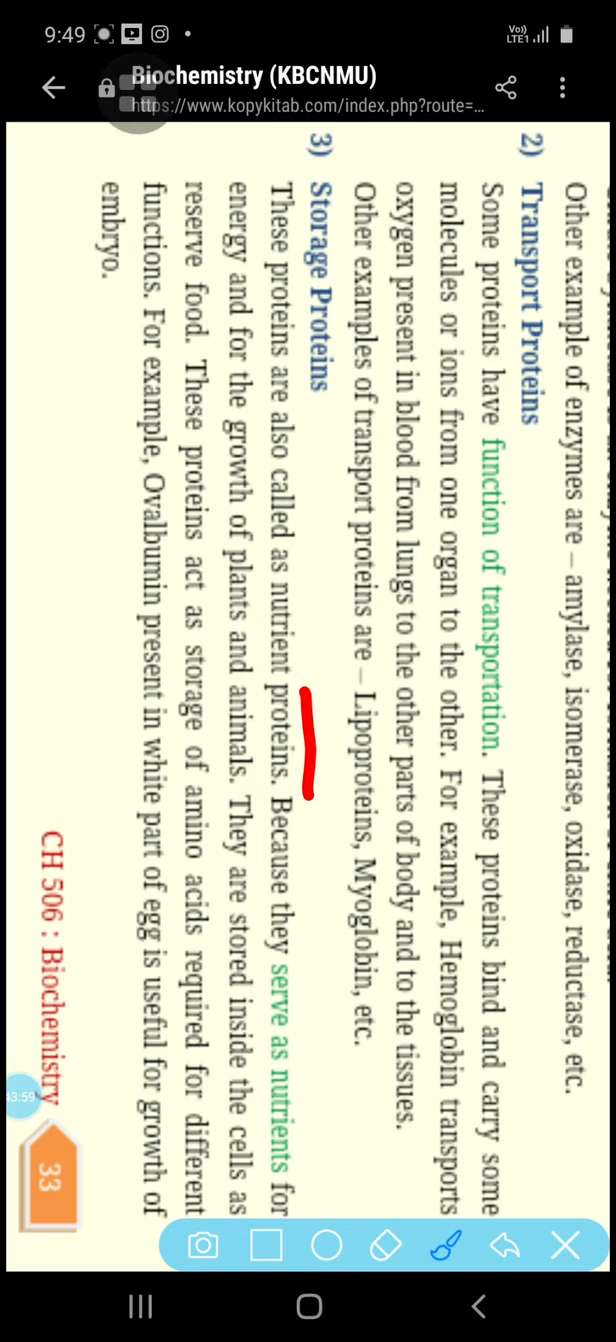 9:49
Vo))
LTE1
Biochemistry (KBCNMU)
https://www.kopykitab.com/index.php?route=...
Other example of enzymes are – amylase, isomerase, oxidase, reductase, etc.
2) Transport Proteins
Some proteins have function of transportation. These proteins bind and carry some
molecules or ions from one organ to the other. For example, Hemoglobin transports
oxygen present in blood from lungs to the other parts of body and to the tissues.
Other examples of transport proteins are – Lipoproteins, Myoglobin, etc.
3) Storage Proteins
These proteins are also called as nutrient proteins. Because they serve as nutrients for
energy and for the growth of plants and animals. They are stored inside the cells as
reserve food. These proteins act as storage of amino acids required for different
functions. For example, Ovalbumin present in white part of egg is useful for growth of
embryo.
CH 506 : Biochemistry 33
43:59